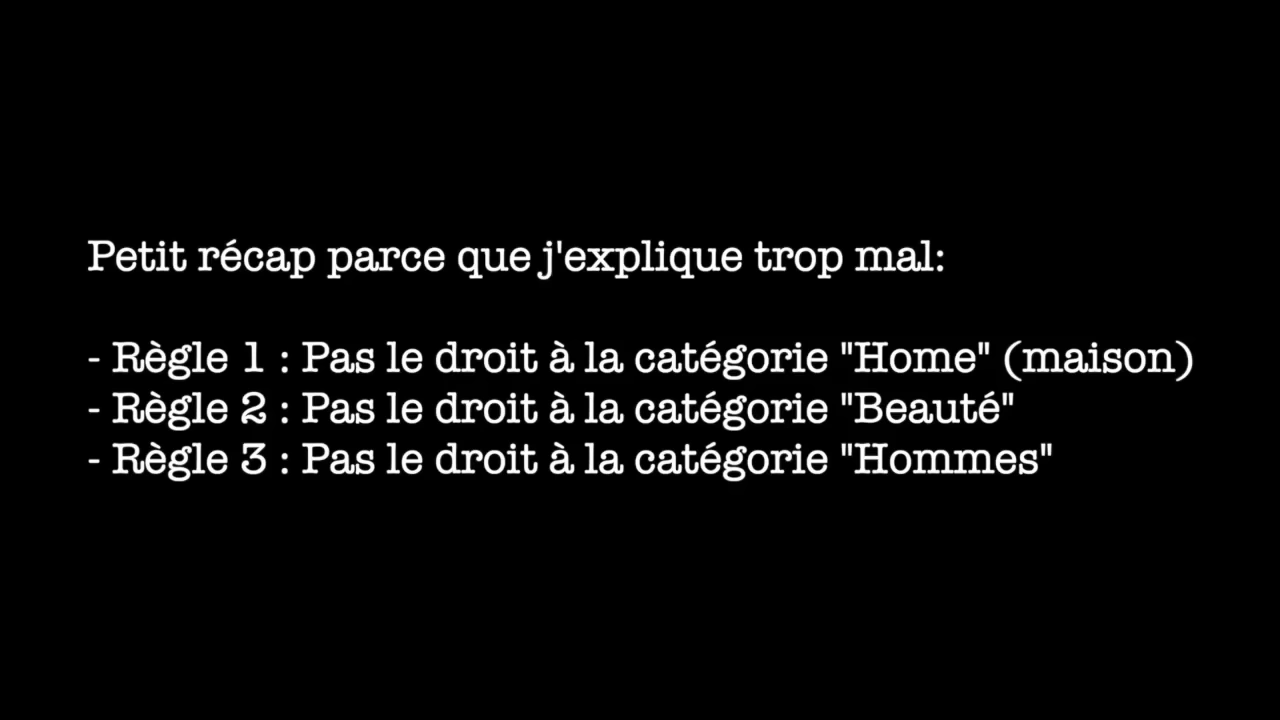 Petit récap parce que j'explique trop mal:
- Règle 1 : Pas le droit à la catégorie "Home" (maison)
- Règle 2 : Pas le droit à la catégorie "Beauté"
- Règle 3 : Pas le droit à la catégorie "Hommes"